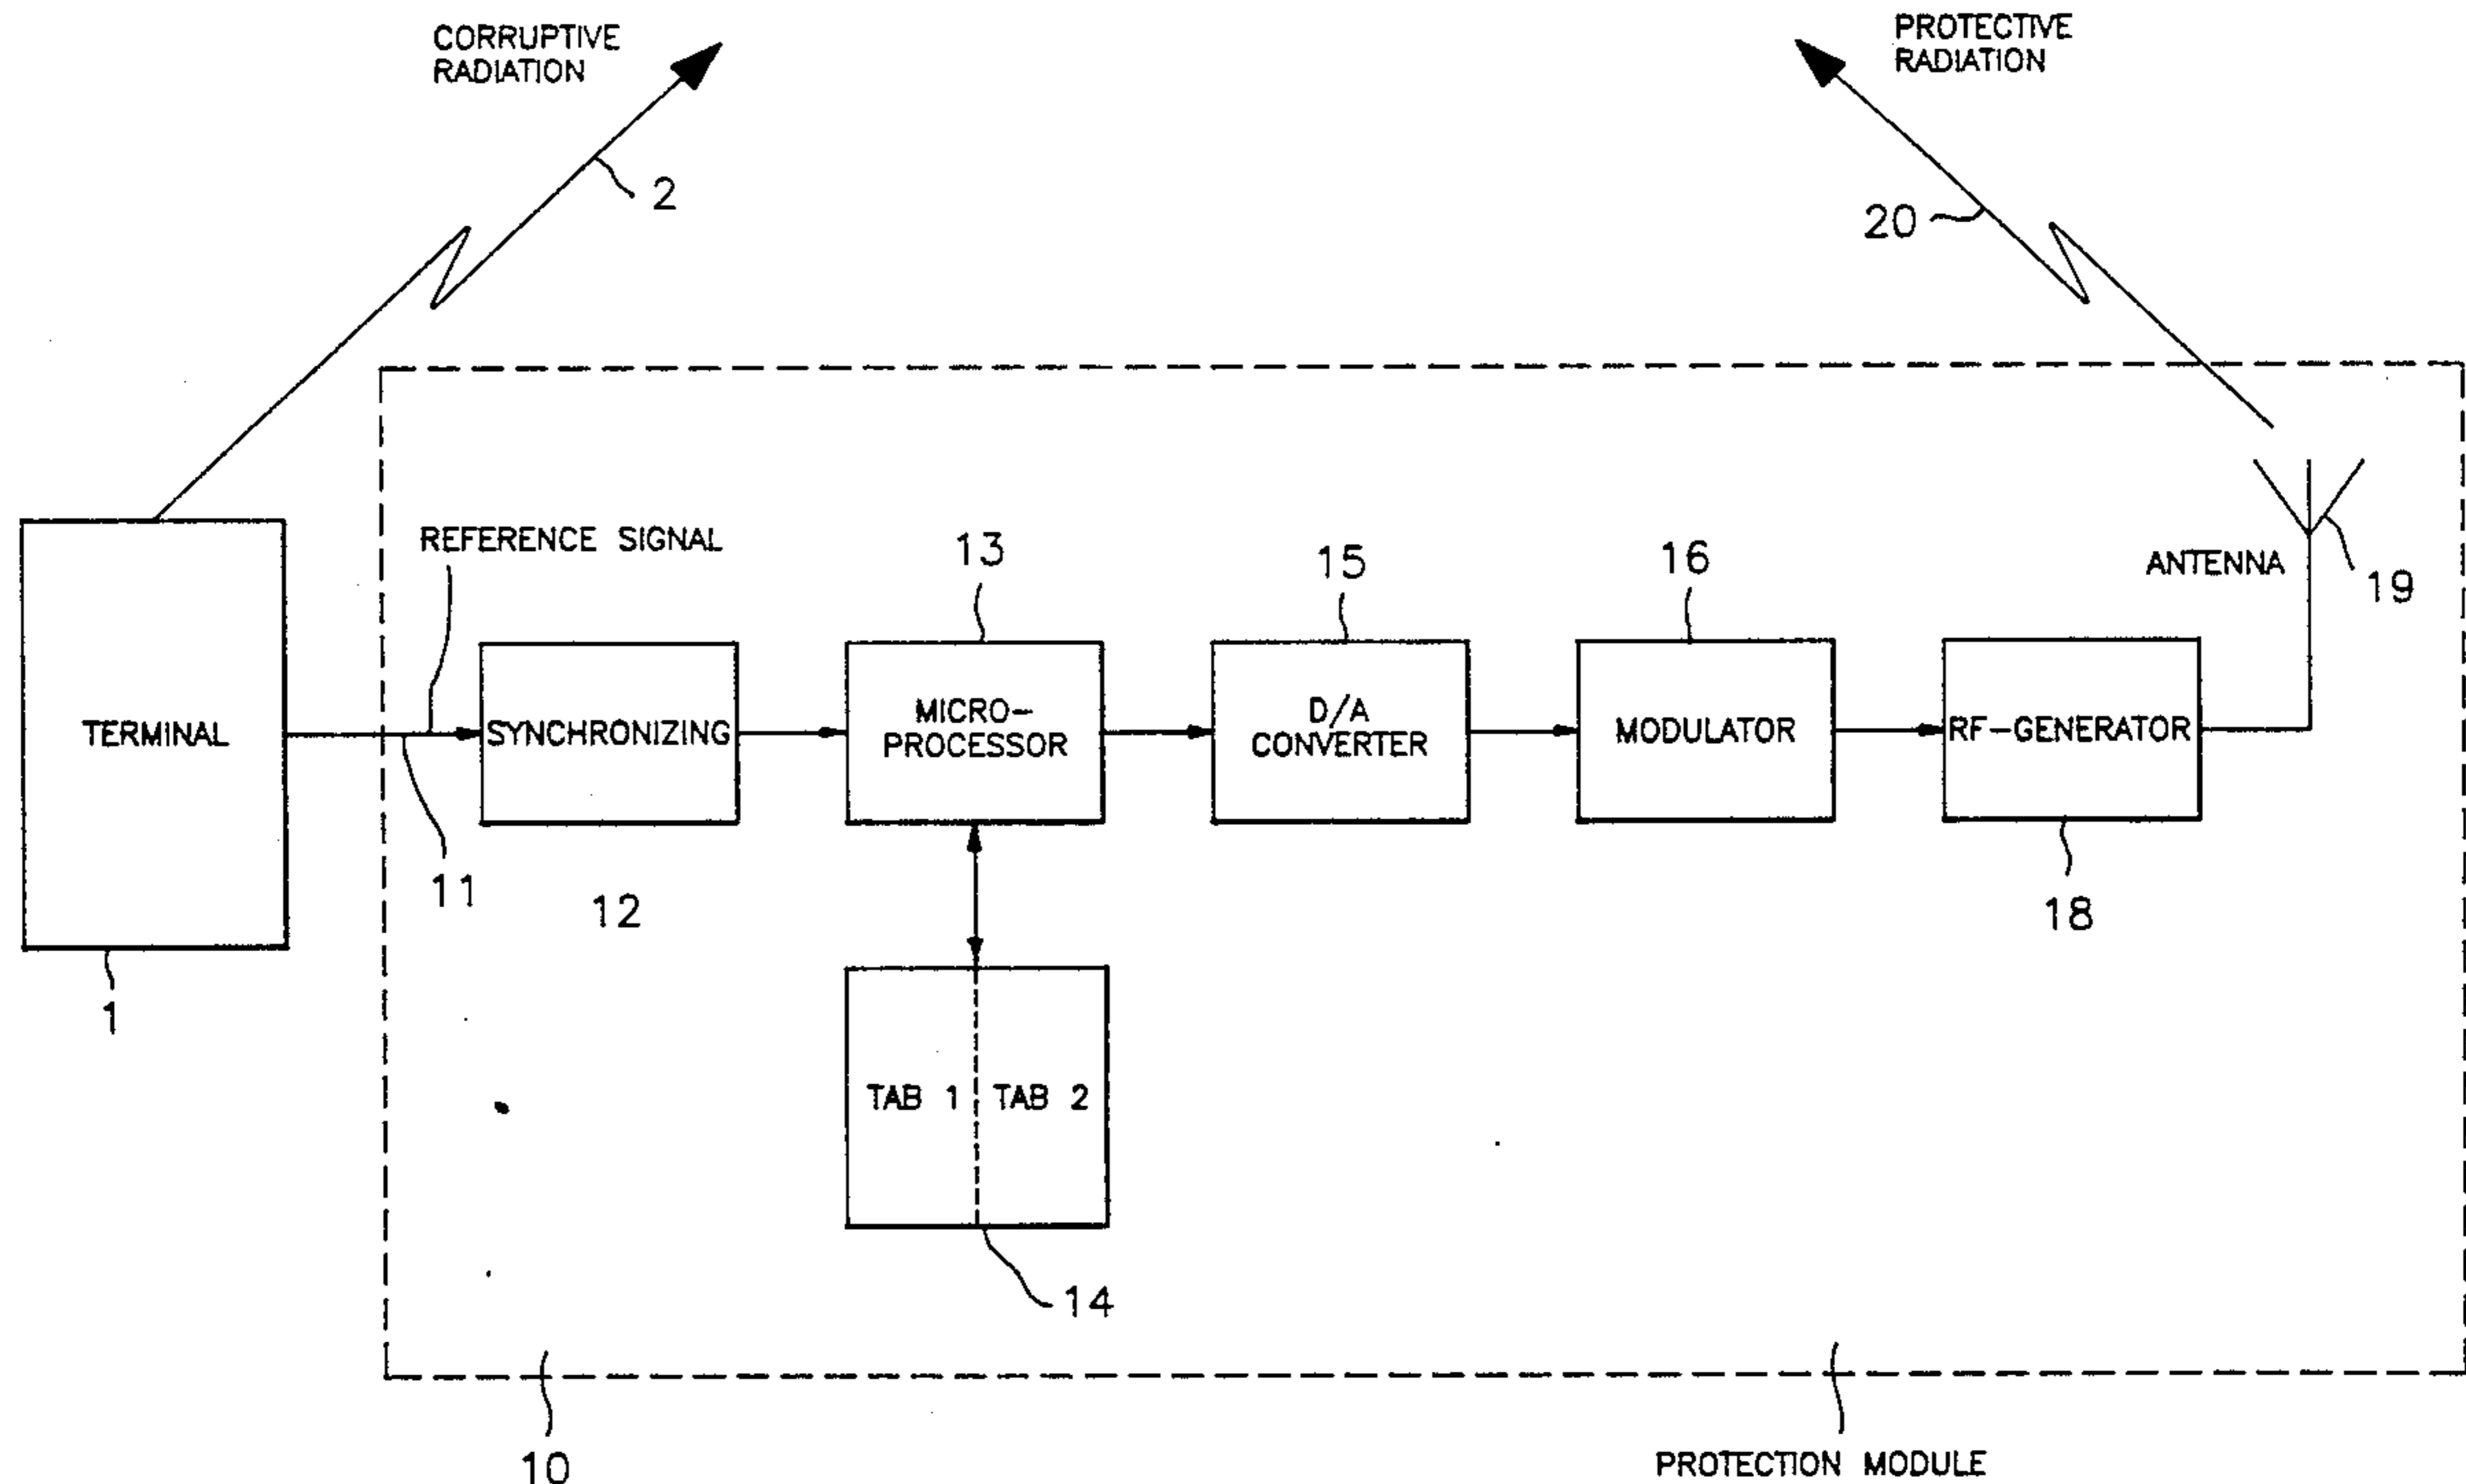 CORRUPTIVE
RADIATION
PROTECTIVE
RADIATION
2
20
REFERENCE SIGNAL
13
15
16
ANTENNA
19
TERMINAL
SYNCHRONIZING
MICRO-
PROCESSOR
D/A
CONVERTER
MODULATOR
RF-GENERATOR
11
12
18
1
TAB 1
TAB 2
14
10
PROTECTION MODULE